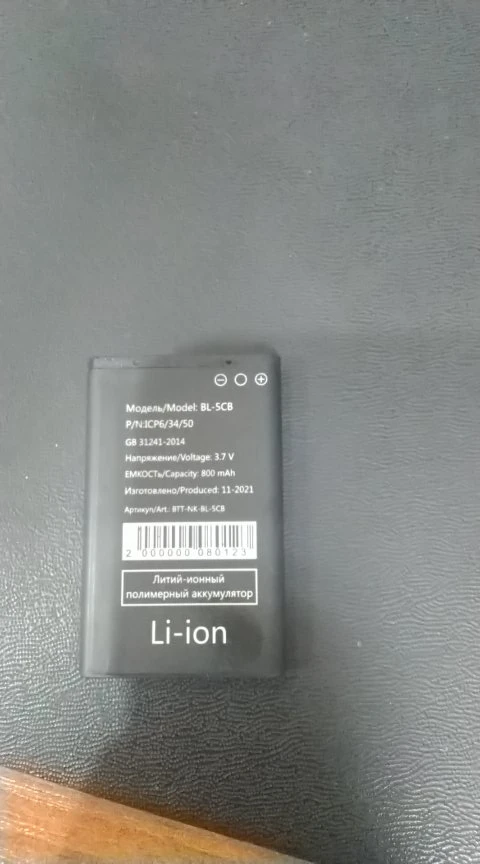 Модель/Model: BL-5CB
P/N:ICP6/34/50
GB 31241-2014
Напряжение/Voltage: 3.7 V
ЕМКОСТЬ/Capacity: 800 mAh
Изготовлено/Produced: 11-2021
Артикул/Art.: BTT-NK-BL-5CB
2 000000 080123
Литий-ионный
полимерный аккумулятор
Li-ion